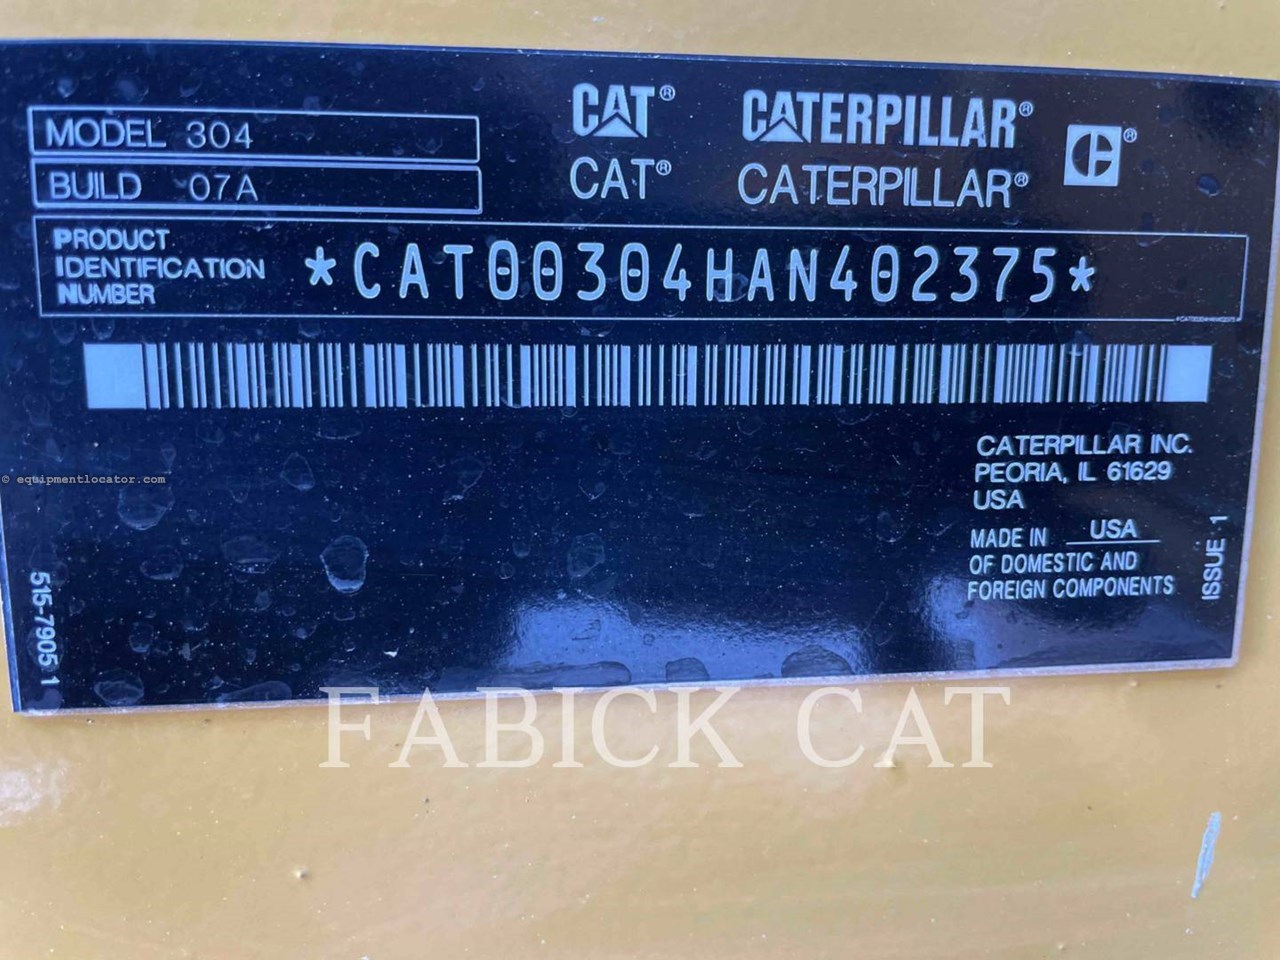 MODEL 304
BUILD 07A
CAT® CATERPILLAR® ®
CAT® CATERPILLAR®
PRODUCT
IDENTIFICATION
NUMBER
*CAT00304HAN402375*
CATERPILLAR INC.
PEORIA, IL 61629
USA
MADE IN USA
OF DOMESTIC AND
FOREIGN COMPONENTS
ISSUE 1
515-7905 1
© equipmentlocator.com
FABICK CAT